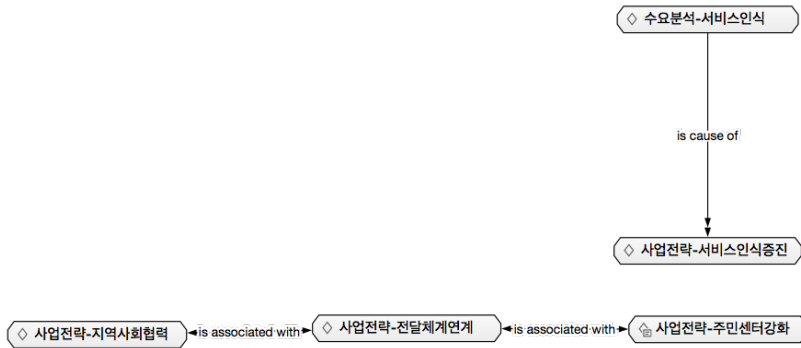 수요분석-서비스인식
is cause of
사업전략-서비스인식증진
사업전략-지역사회협력
is associated with
사업전략-전달체계연계
is associated with
사업전략-주민센터강화